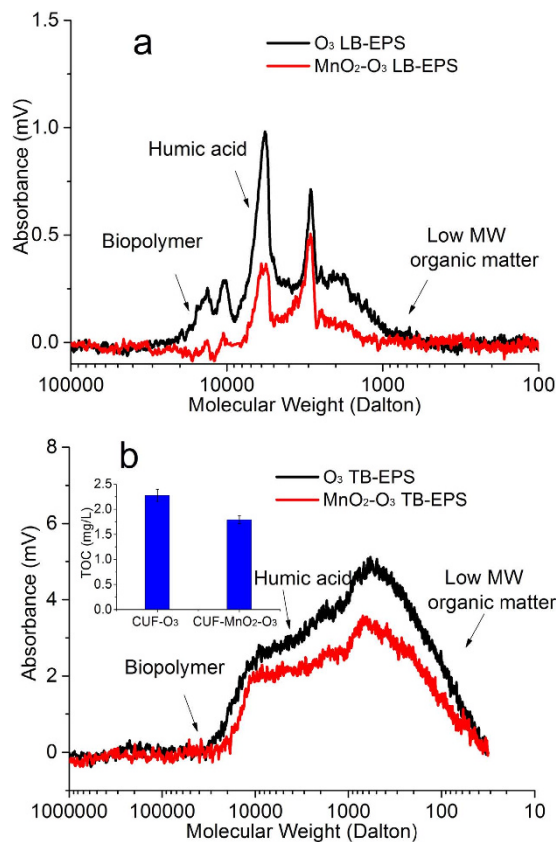 a
O₃ LB-EPS
MnO₂-O₃ LB-EPS
Humic acid
Biopolymer
Low MW
organic matter
Absorbance (mV)
1.5
1.0
0.5
0.0
100000 10000 1000 100
Molecular Weight (Dalton)
b
O₃ TB-EPS
MnO₂-O₃ TB-EPS
TOC (mg/L)
2.5
2.0
1.5
1.0
0.5
0.0
CUF-O₃ CUF-MnO₂-O₃
Humic acid
Low MW
organic matter
Biopolymer
Absorbance (mV)
8
6
4
2
0
1000000 100000 10000 1000 100 10
Molecular Weight (Dalton)